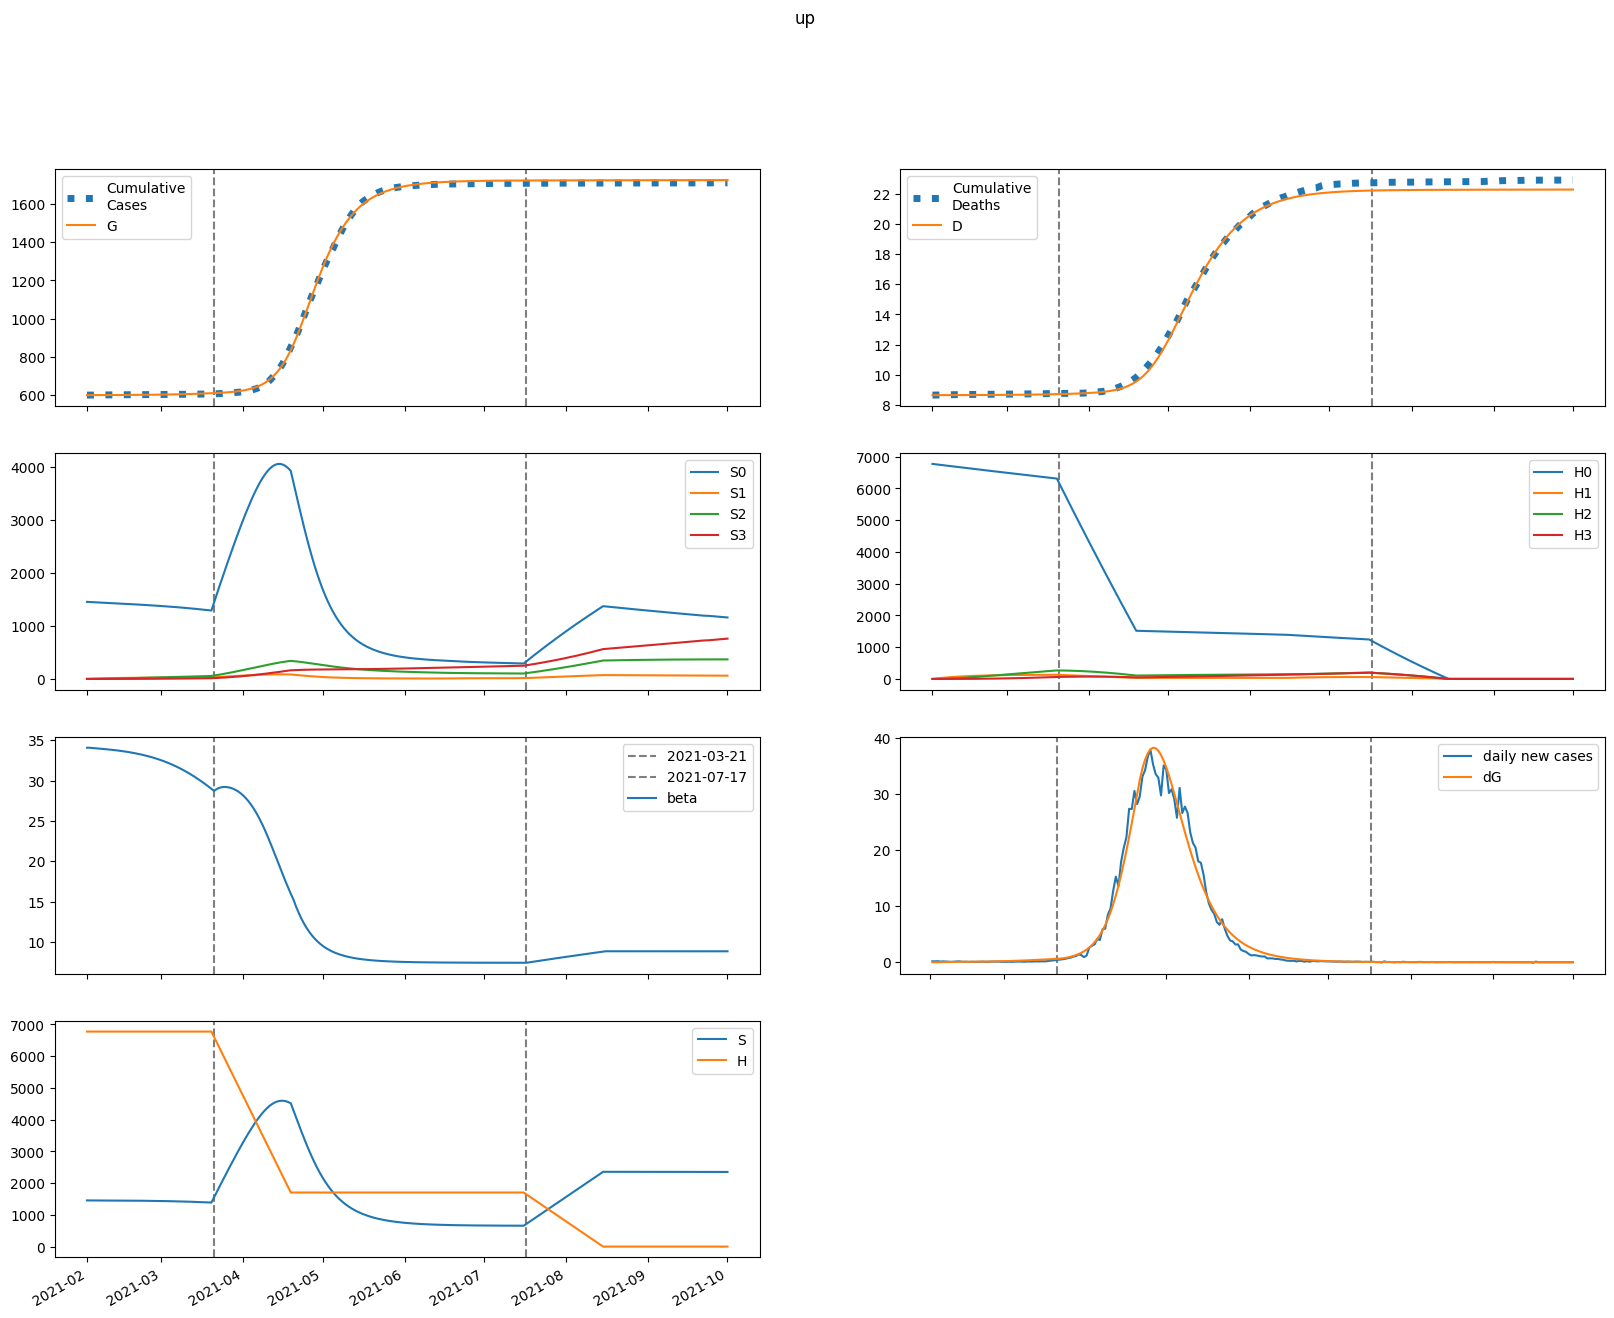 up
Cumulative
Cases
G
1600
1400
1200
1000
800
600
Cumulative
Deaths
D
22
20
18
16
14
12
10
8
S0
S1
S2
S3
4000
3000
2000
1000
0
H0
H1
H2
H3
7000
6000
5000
4000
3000
2000
1000
0
2021-03-21
2021-07-17
beta
35
30
25
20
15
10
daily new cases
dG
40
30
20
10
0
S
H
7000
6000
5000
4000
3000
2000
1000
0
2021-02
2021-03
2021-04
2021-05
2021-06
2021-07
2021-08
2021-09
2021-10